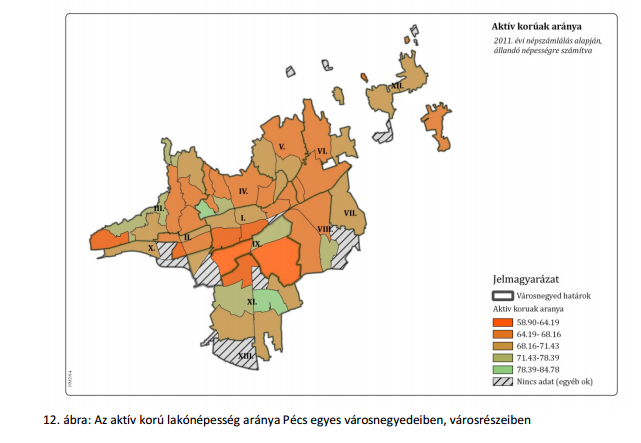 Aktív korúak aránya
2011. évi népszámlálás alapján,
állandó népességre számítva
XII.
V.
VI.
IV.
III.
I.
VII.
II.
VIII.
IX.
X.
XI.
XIII.
Jelmagyarázat
Városnegyed határok
Aktív koruak aranya
58.90-64.19
64.19- 68.16
68.16-71.43
71.43-78.39
78.39-84.78
Nincs adat (egyéb ok)
12. ábra: Az aktív korú lakónépesség aránya Pécs egyes városnegyedeiben, városrészeiben